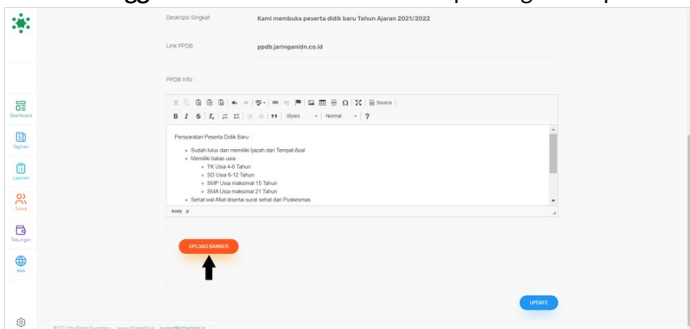 Deskripsi Singkat
Kami membuka peserta didik baru Tahun Ajaran 2021/2022
Link PPDB
ppdb.jaringanidn.co.id
PPDB Info
Source
Styles
Normal
?
Persyaratan Peserta Didik Baru :
Sudah lulus dan memiliki Ijazah dari Tempat Asal
Memiliki batas usia
TK Usia 4-6 Tahun
SD Usia 6-12 Tahun
SMP Usia maksimal 15 Tahun
SMA Usia maksimal 21 Tahun
Sehat wal Afiat disertai surat sehat dari Puskesmas
body p
UPLOAD BANNER
UPDATE
Dashboard
Tagihan
Laporan
Siswa
Tabungan
Web